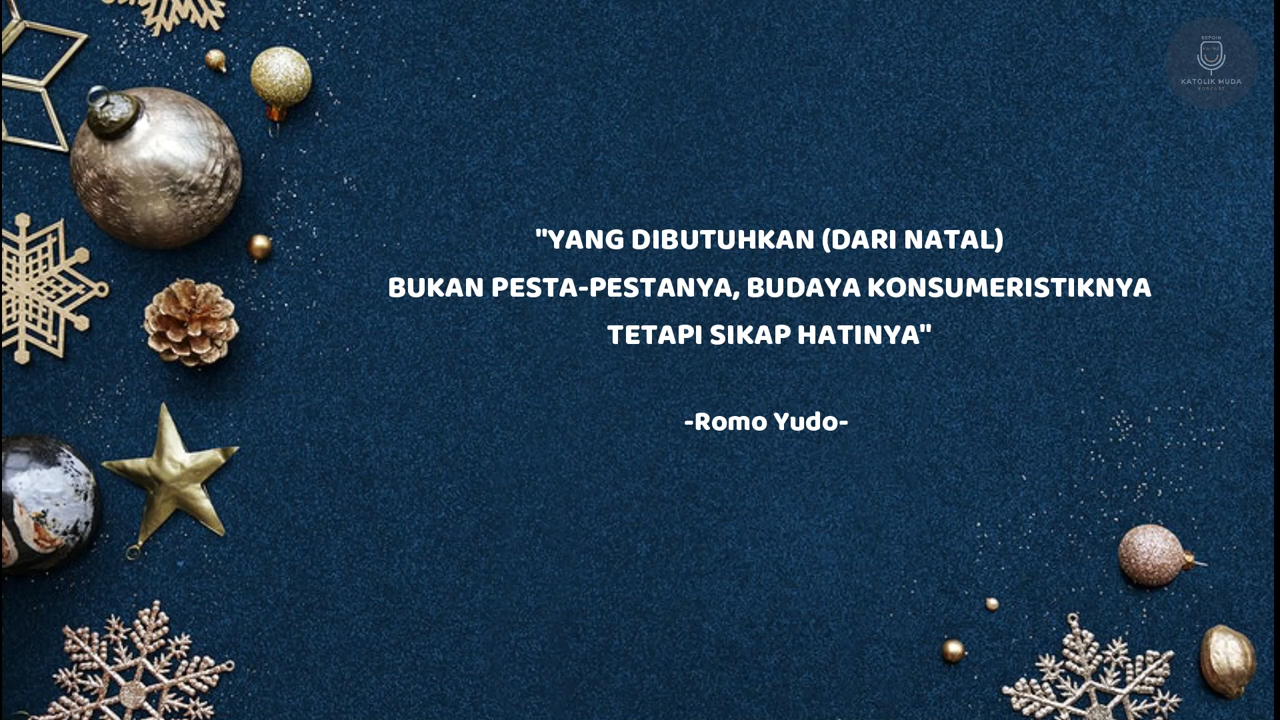 "YANG DIBUTUHKAN (DARI NATAL)
BUKAN PESTA-PESTANYA, BUDAYA KONSUMERISTIKNYA
TETAPI SIKAP HATINYA"
-Romo Yudo-
KATOLIK MUDA